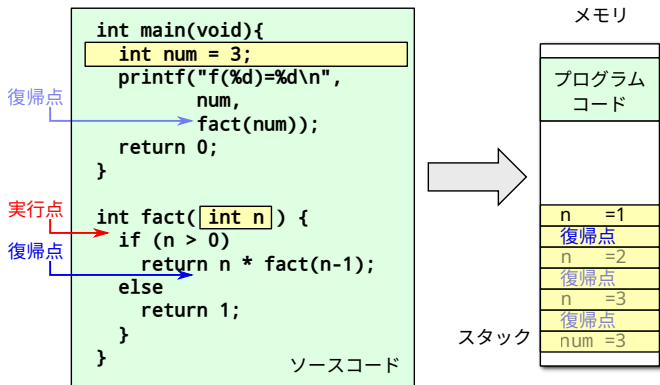 int main(void){
int num = 3;
printf("f(%d)=%d\n",
num,
fact(num));
return 0;
}
int fact( int n ) {
if (n > 0)
return n * fact(n-1);
else
return 1;
}
}
ソースコード
復帰点
実行点
復帰点
メモリ
プログラム
コード
n =1
復帰点
n =2
復帰点
n =3
復帰点
num =3
スタック